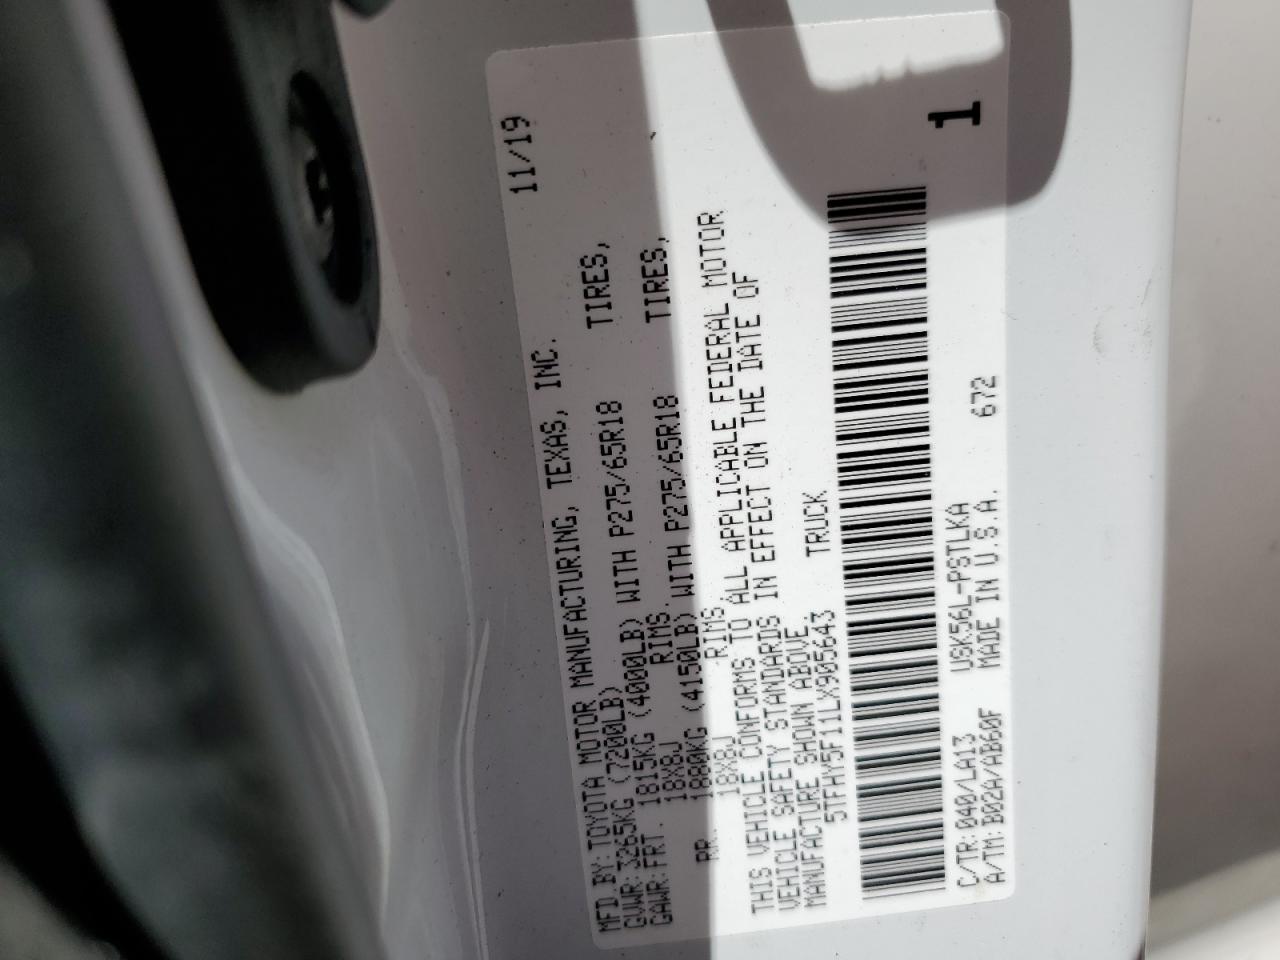 MFD BY: TOYOTA MOTOR MANUFACTURING, TEXAS, INC. 11/19
GVWR: 3265KG (7200LB)
GAWR: FRT. 1815KG (4000LB) WITH P275/65R18 TIRES,
18X8J RIMS.
RR. 1880KG (4150LB) WITH P275/65R18 TIRES,
18X8J RIMS
THIS VEHICLE CONFORMS TO ALL APPLICABLE FEDERAL MOTOR
VEHICLE SAFETY STANDARDS IN EFFECT ON THE DATE OF
MANUFACTURE SHOWN ABOVE.
5TFHY5F11LX905643 TRUCK
1
C/TR: 040/LA13 USK56L-PSTLKA 672
A/TM: B02A/AB60F MADE IN U.S.A.